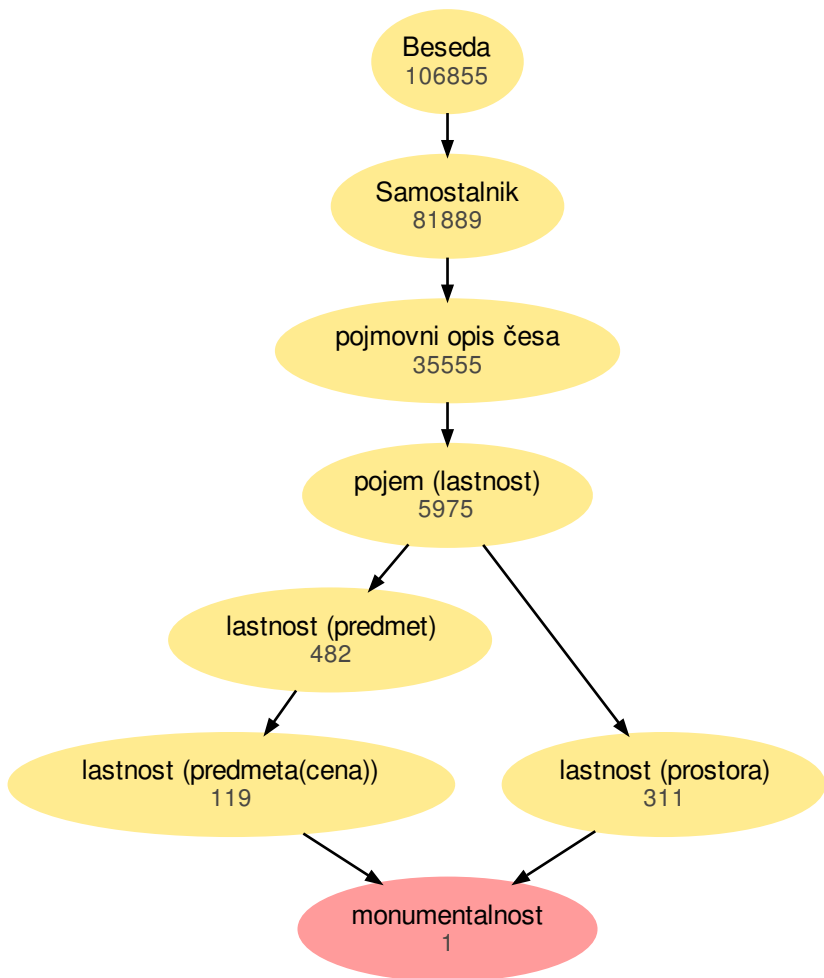 Beseda
106855
Samostalnik
81889
pojmovni opis česa
35555
pojem (lastnost)
5975
lastnost (predmet)
482
lastnost (predmeta(cena))
119
lastnost (prostora)
311
monumentalnost
1